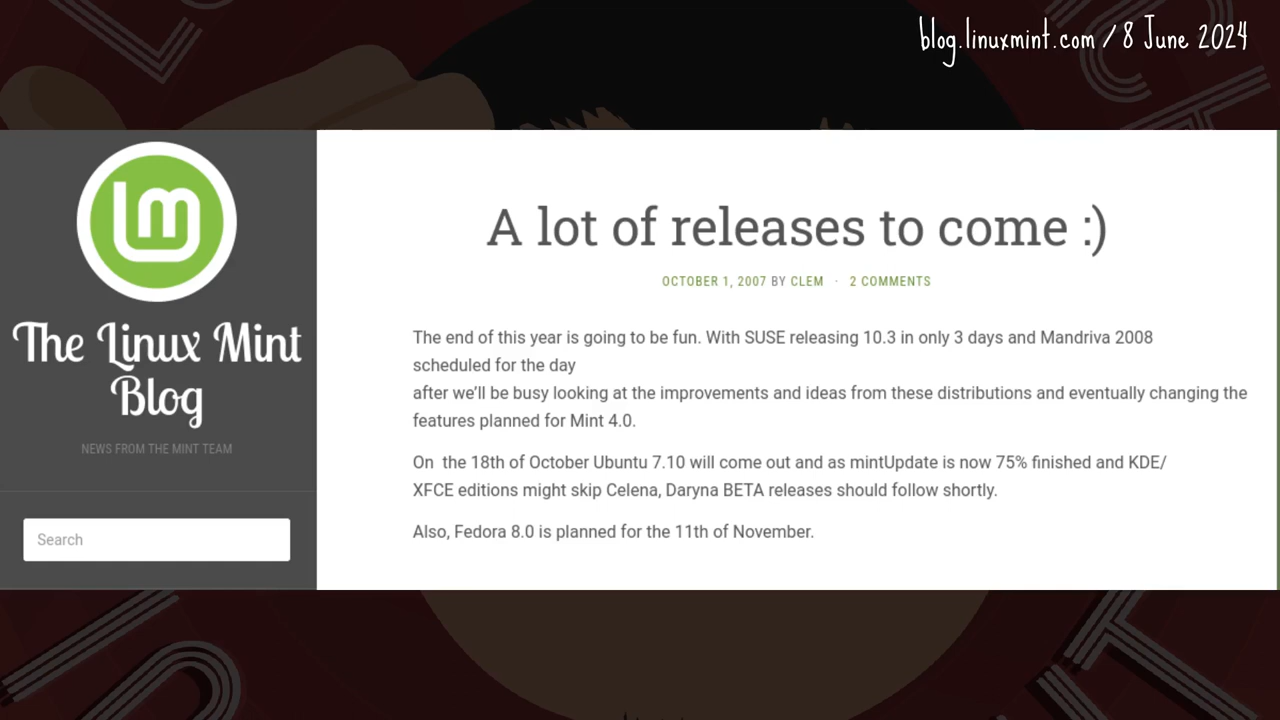 blog.linuxmint.com / 8 June 2024
lm
The Linux Mint
Blog
NEWS FROM THE MINT TEAM
Search
A lot of releases to come :)
OCTOBER 1, 2007 BY CLEM · 2 COMMENTS
The end of this year is going to be fun. With SUSE releasing 10.3 in only 3 days and Mandriva 2008
scheduled for the day
after we’ll be busy looking at the improvements and ideas from these distributions and eventually changing the
features planned for Mint 4.0.
On  the 18th of October Ubuntu 7.10 will come out and as mintUpdate is now 75% finished and KDE/
XFCE editions might skip Celena, Daryna BETA releases should follow shortly.
Also, Fedora 8.0 is planned for the 11th of November.